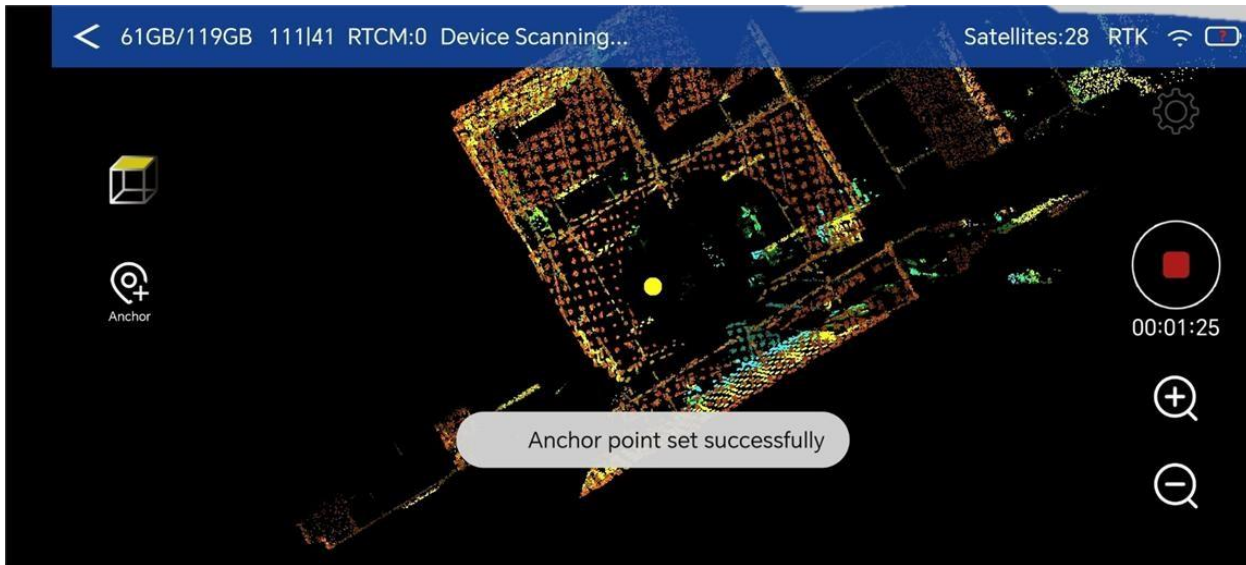 61GB/119GB 111|41 RTCM:0 Device Scanning... Satellites:28 RTK ?
Anchor
00:01:25
Anchor point set successfully